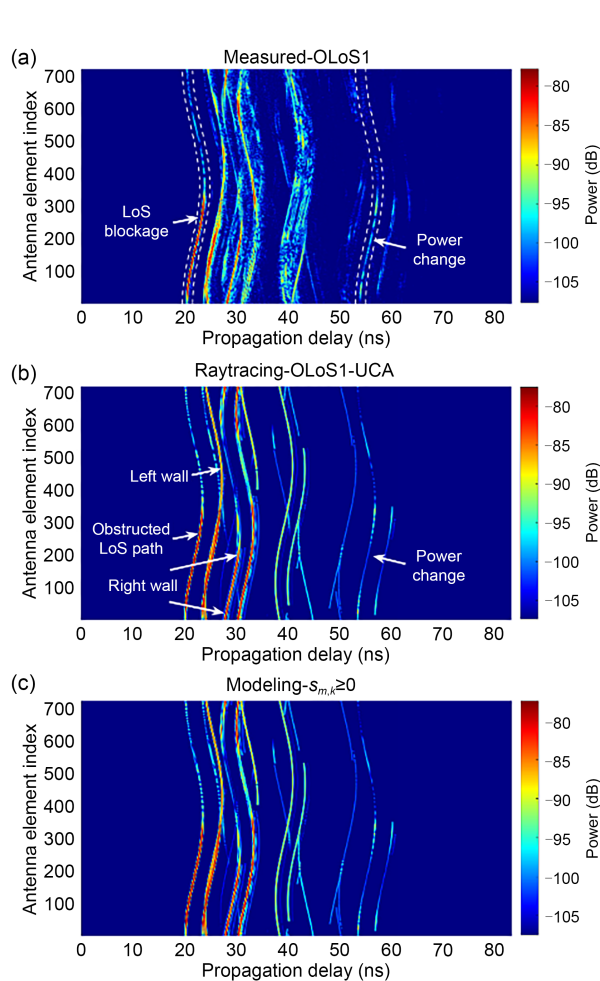 (a)
Measured-OLoS1
700
600
500
400
300
200
100
Antenna element index
LoS
blockage
Power
change
0 10 20 30 40 50 60 70 80
Propagation delay (ns)
−80
−85
−90
−95
−100
−105
Power (dB)
(b)
Raytracing-OLoS1-UCA
700
600
500
400
300
200
100
Antenna element index
Left wall
Obstructed
LoS path
Right wall
Power
change
0 10 20 30 40 50 60 70 80
Propagation delay (ns)
−80
−85
−90
−95
−100
−105
Power (dB)
(c)
Modeling-sm,k≥0
700
600
500
400
300
200
100
Antenna element index
0 10 20 30 40 50 60 70 80
Propagation delay (ns)
−80
−85
−90
−95
−100
−105
Power (dB)